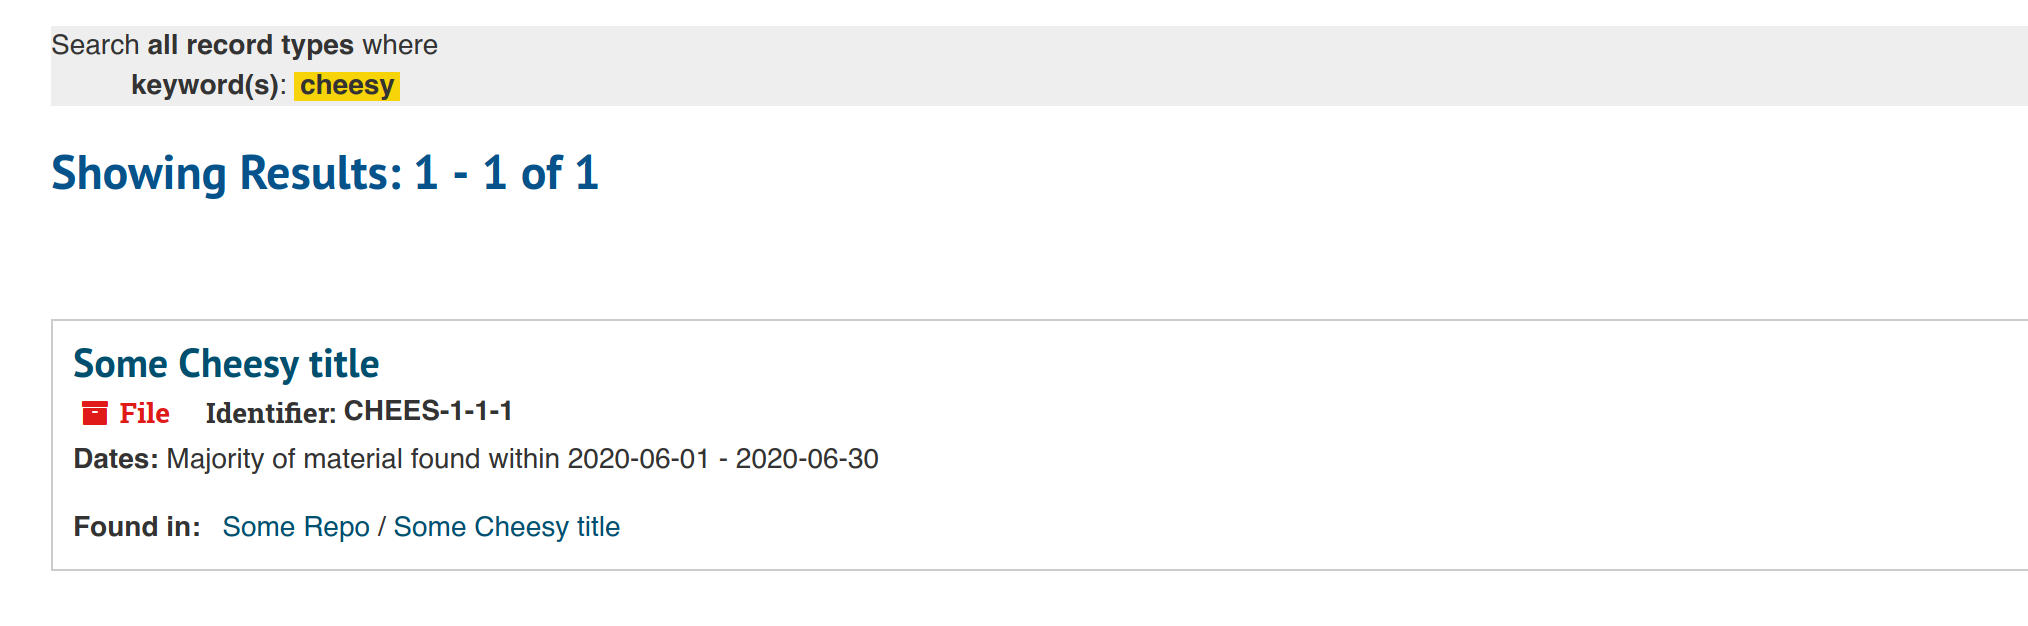 Search all record types where
keyword(s): cheesy
Showing Results: 1 - 1 of 1
Some Cheesy title
File Identifier: CHEES-1-1-1
Dates: Majority of material found within 2020-06-01 - 2020-06-30
Found in: Some Repo / Some Cheesy title